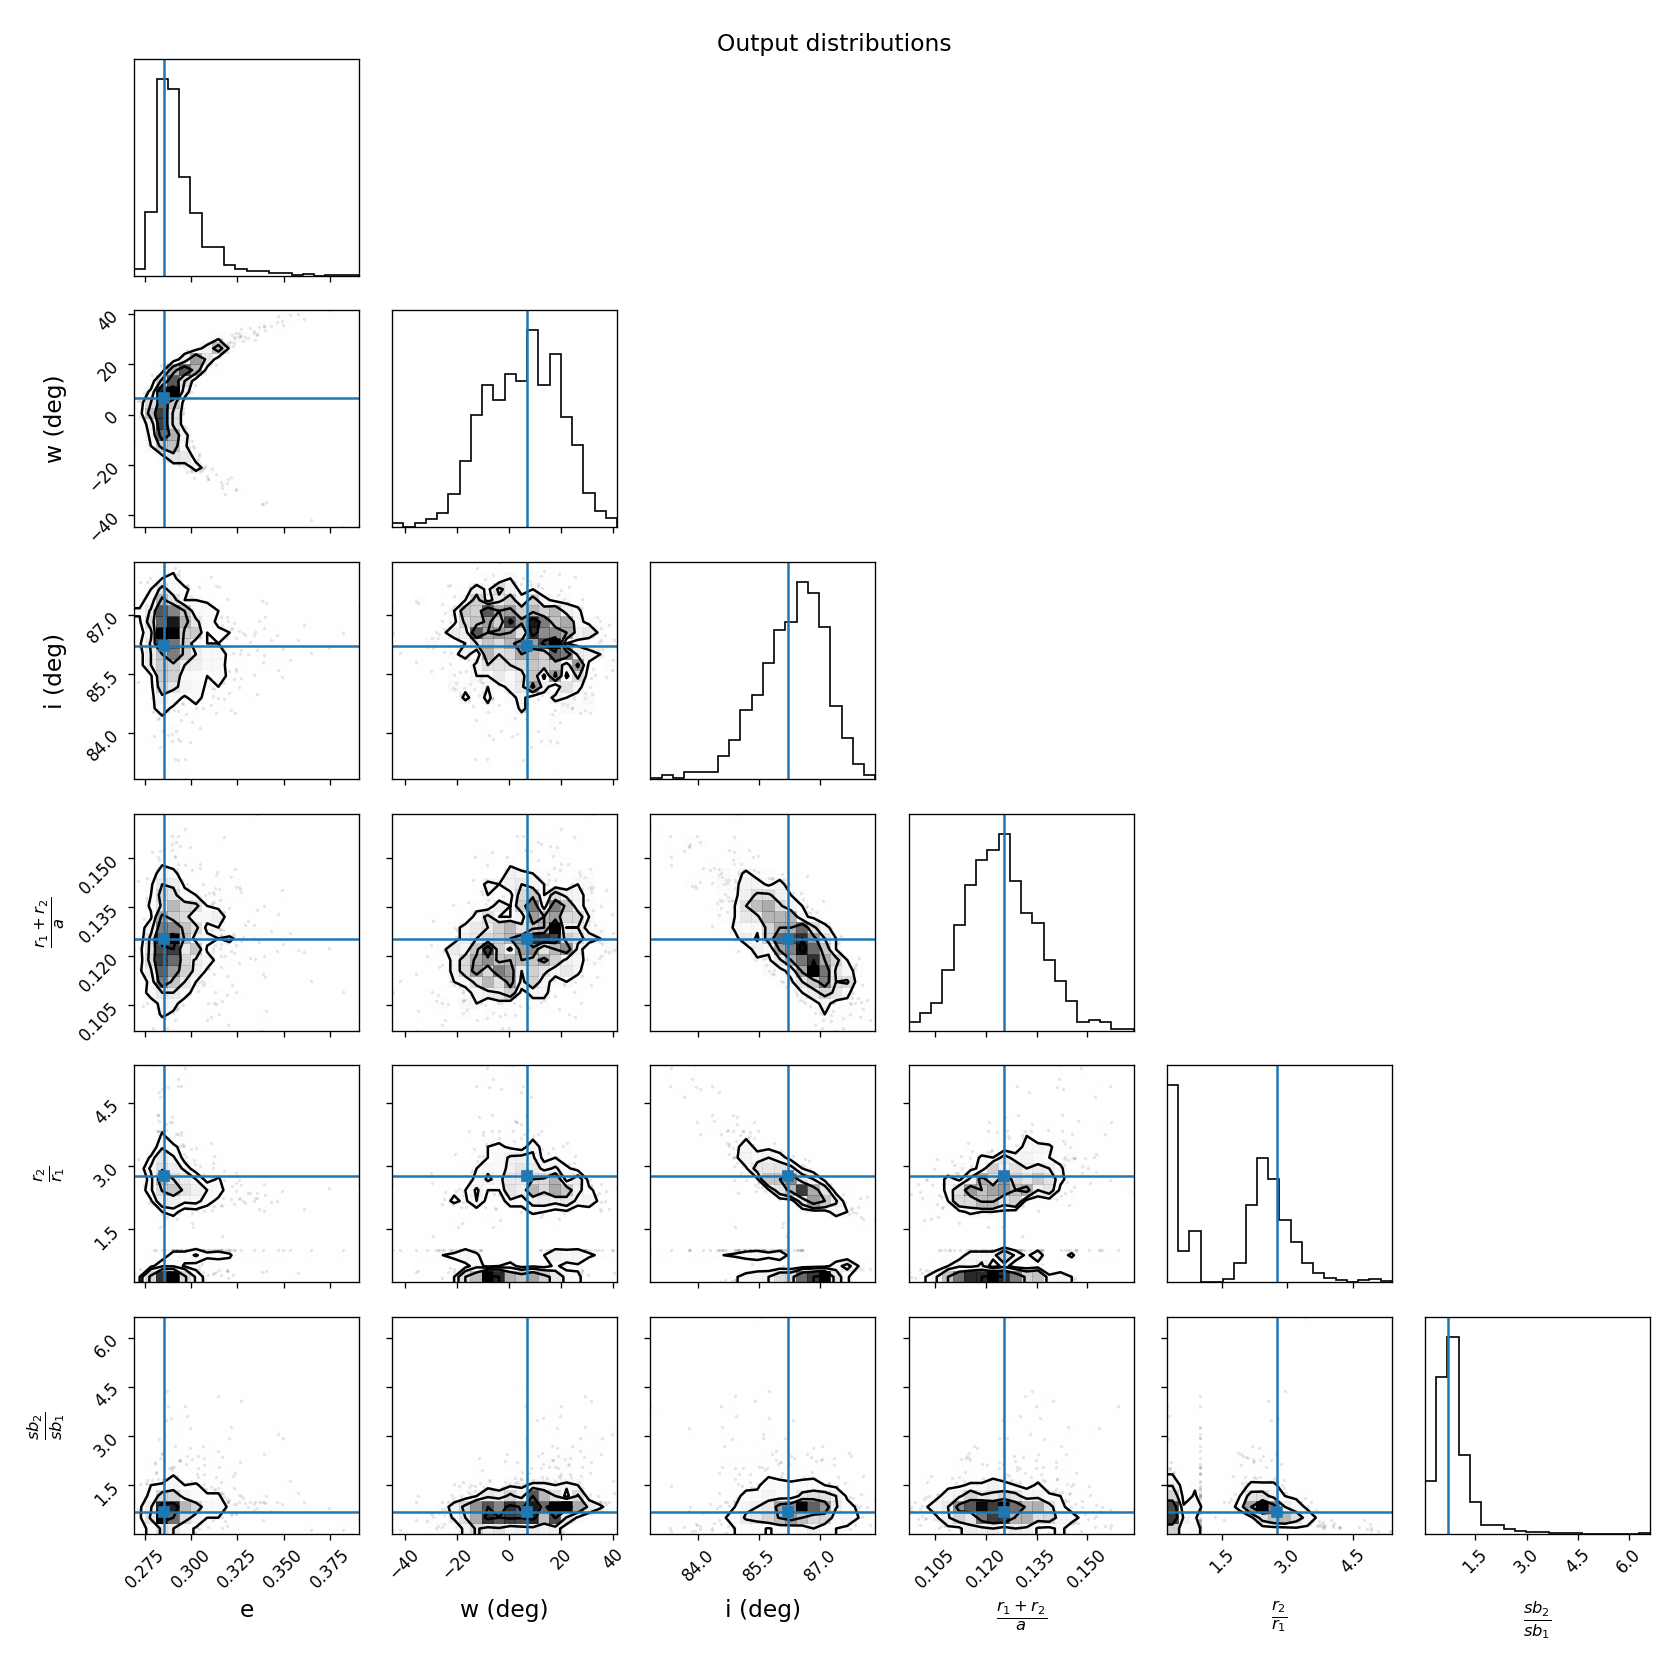 Output distributions
40
20
0
−20
−40
w (deg)
87.0
85.5
84.0
i (deg)
0.150
0.135
0.120
0.105
r1 + r2
a
4.5
3.0
1.5
r2
r1
6.0
4.5
3.0
1.5
sb2
sb1
0.275 0.300 0.325 0.350 0.375
−40 −20 0 20 40
84.0 85.5 87.0
0.105 0.120 0.135 0.150
1.5 3.0 4.5
1.5 3.0 4.5 6.0
e
w (deg)
i (deg)
r1 + r2
a
r2
r1
sb2
sb1